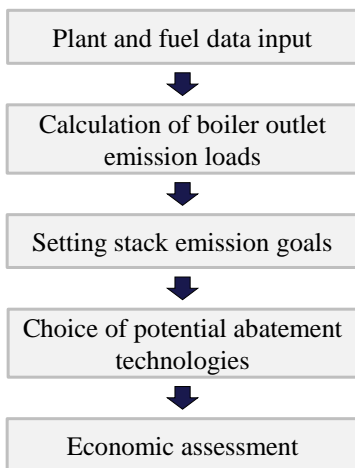 Plant and fuel data input
Calculation of boiler outlet
emission loads
Setting stack emission goals
Choice of potential abatement
technologies
Economic assessment